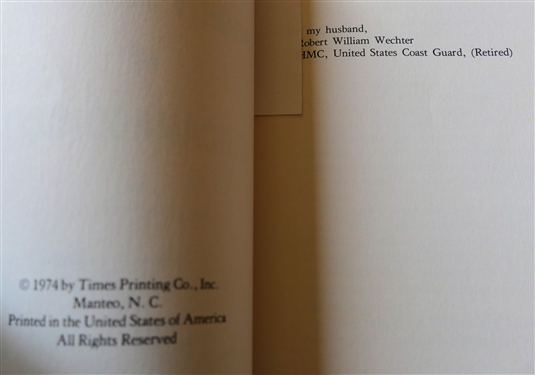 © 1974 by Times Printing Co., Inc.
Manteo, N. C.
Printed in the United States of America
All Rights Reserved
my husband,
obert William Wechter
HMC, United States Coast Guard, (Retired)